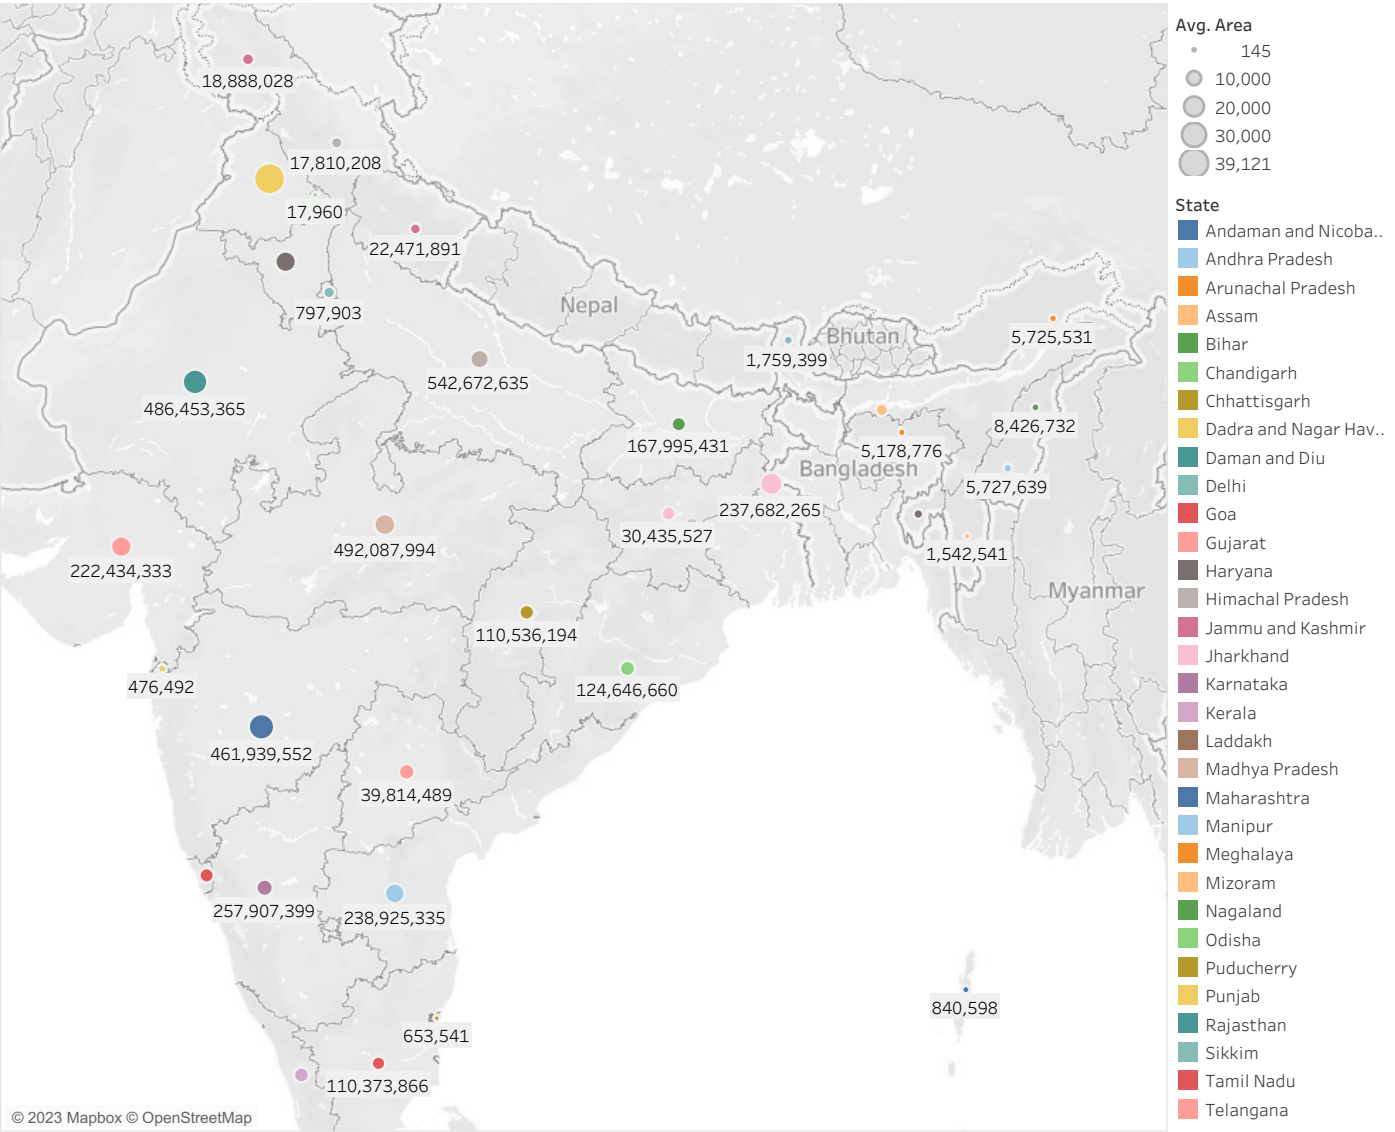 18,888,028
17,810,208
17,960
22,471,891
797,903
Nepal
Bhutan
5,725,531
1,759,399
542,672,635
486,453,365
8,426,732
167,995,431
5,178,776
Bangladesh
5,727,639
237,682,265
30,435,527
492,087,994
1,542,541
222,434,333
Myanmar
110,536,194
476,492
124,646,660
461,939,552
39,814,489
257,907,399
238,925,335
840,598
653,541
110,373,866
© 2023 Mapbox © OpenStreetMap
Avg. Area
145
10,000
20,000
30,000
39,121
State
Andaman and Nicoba..
Andhra Pradesh
Arunachal Pradesh
Assam
Bihar
Chandigarh
Chhattisgarh
Dadra and Nagar Hav..
Daman and Diu
Delhi
Goa
Gujarat
Haryana
Himachal Pradesh
Jammu and Kashmir
Jharkhand
Karnataka
Kerala
Laddakh
Madhya Pradesh
Maharashtra
Manipur
Meghalaya
Mizoram
Nagaland
Odisha
Puducherry
Punjab
Rajasthan
Sikkim
Tamil Nadu
Telangana